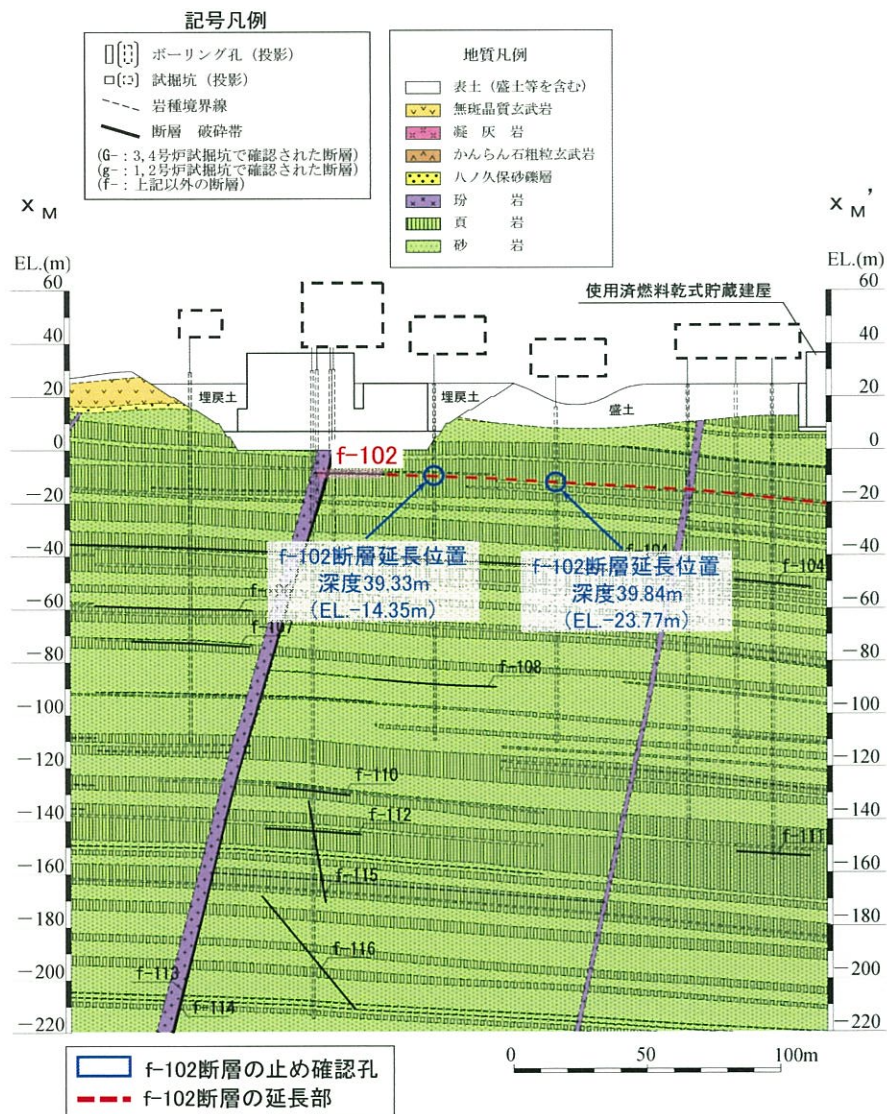 記号凡例
ボーリング孔（投影）
試掘坑（投影）
岩種境界線
断層　破砕帯
(G-：3,4号炉試掘坑で確認された断層)
(g-：1,2号炉試掘坑で確認された断層)
(f-：上記以外の断層)
地質凡例
表土（盛土等を含む）
無斑晶質玄武岩
凝　灰　岩
かんらん石粗粒玄武岩
八ノ久保砂礫層
玢　岩
頁　岩
砂　岩
XM
XM'
EL.(m)
EL.(m)
使用済燃料乾式貯蔵建屋
60
40
20
0
−20
−40
−60
−80
−100
−120
−140
−160
−180
−200
−220
60
40
20
0
−20
−40
−60
−80
−100
−120
−140
−160
−180
−200
−220
埋戻土
埋戻土
盛土
f-102
f-102断層延長位置
深度39.33m
(EL.-14.35m)
f-102断層延長位置
深度39.84m
(EL.-23.77m)
f-104
f-104
f-107
f-108
f-110
f-112
f-111
f-115
f-116
f-113
f-114
f-102断層の止め確認孔
f-102断層の延長部
0
50
100m